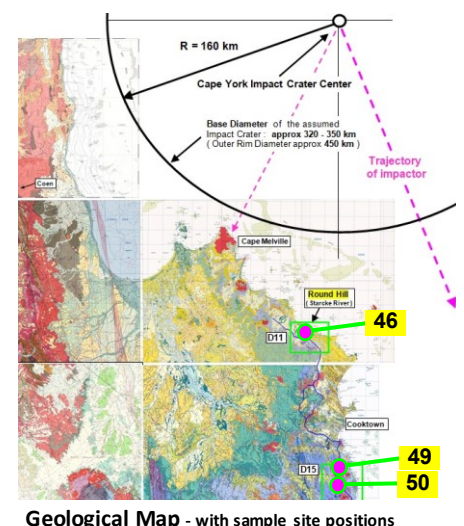 R = 160 km
Cape York Impact Crater Center
Base Diameter of the assumed
Impact Crater : approx 320 - 350 km
( Outer Rim Diameter approx 450 km )
Trajectory
of impactor
Coen
Cape Melville
Round Hill
( Starcke River )
D11
46
Cooktown
D15
49
50
Geological Map - with sample site positions